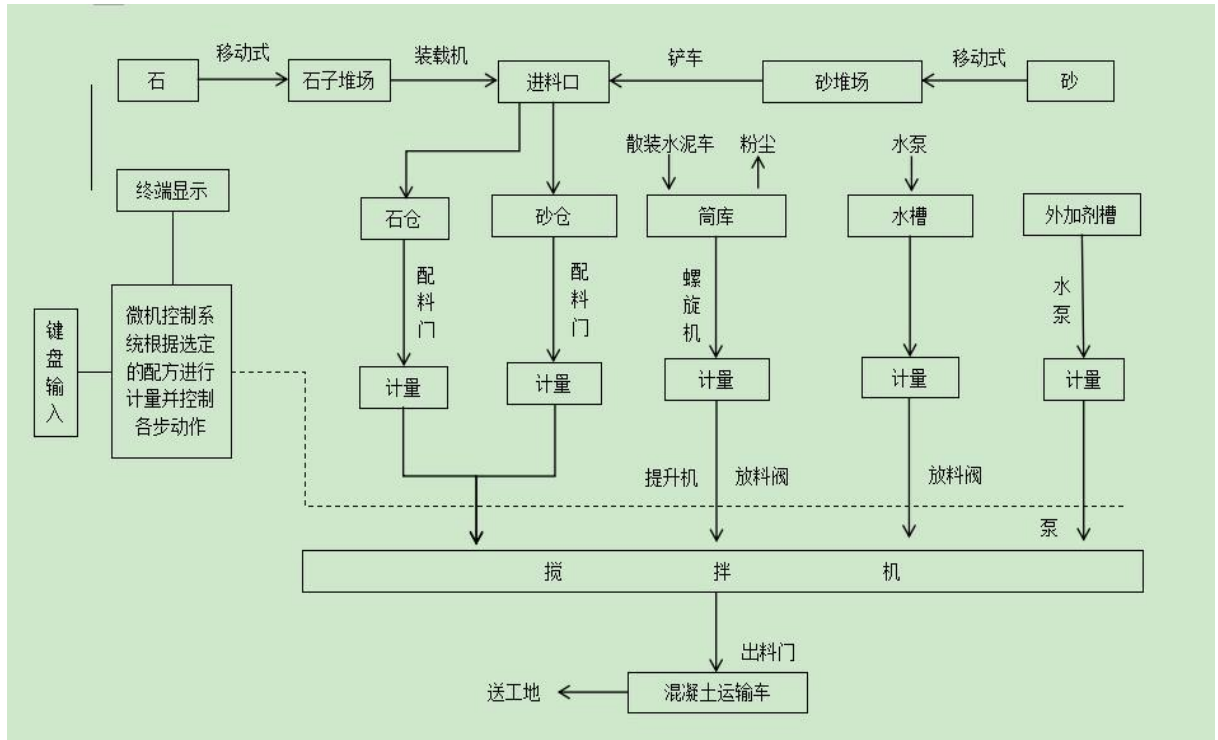 移动式
装载机
铲车
移动式
石
石子堆场
进料口
砂堆场
砂
散装水泥车
粉尘
水泵
终端显示
石仓
砂仓
筒库
水槽
外加剂槽
配料门
配料门
螺旋机
水泵
键盘输入
微机控制系
统根据选定
的配方进行
计量并控制
各步动作
计量
计量
计量
计量
计量
提升机
放料阀
放料阀
泵
搅拌机
出料门
送工地
混凝土运输车